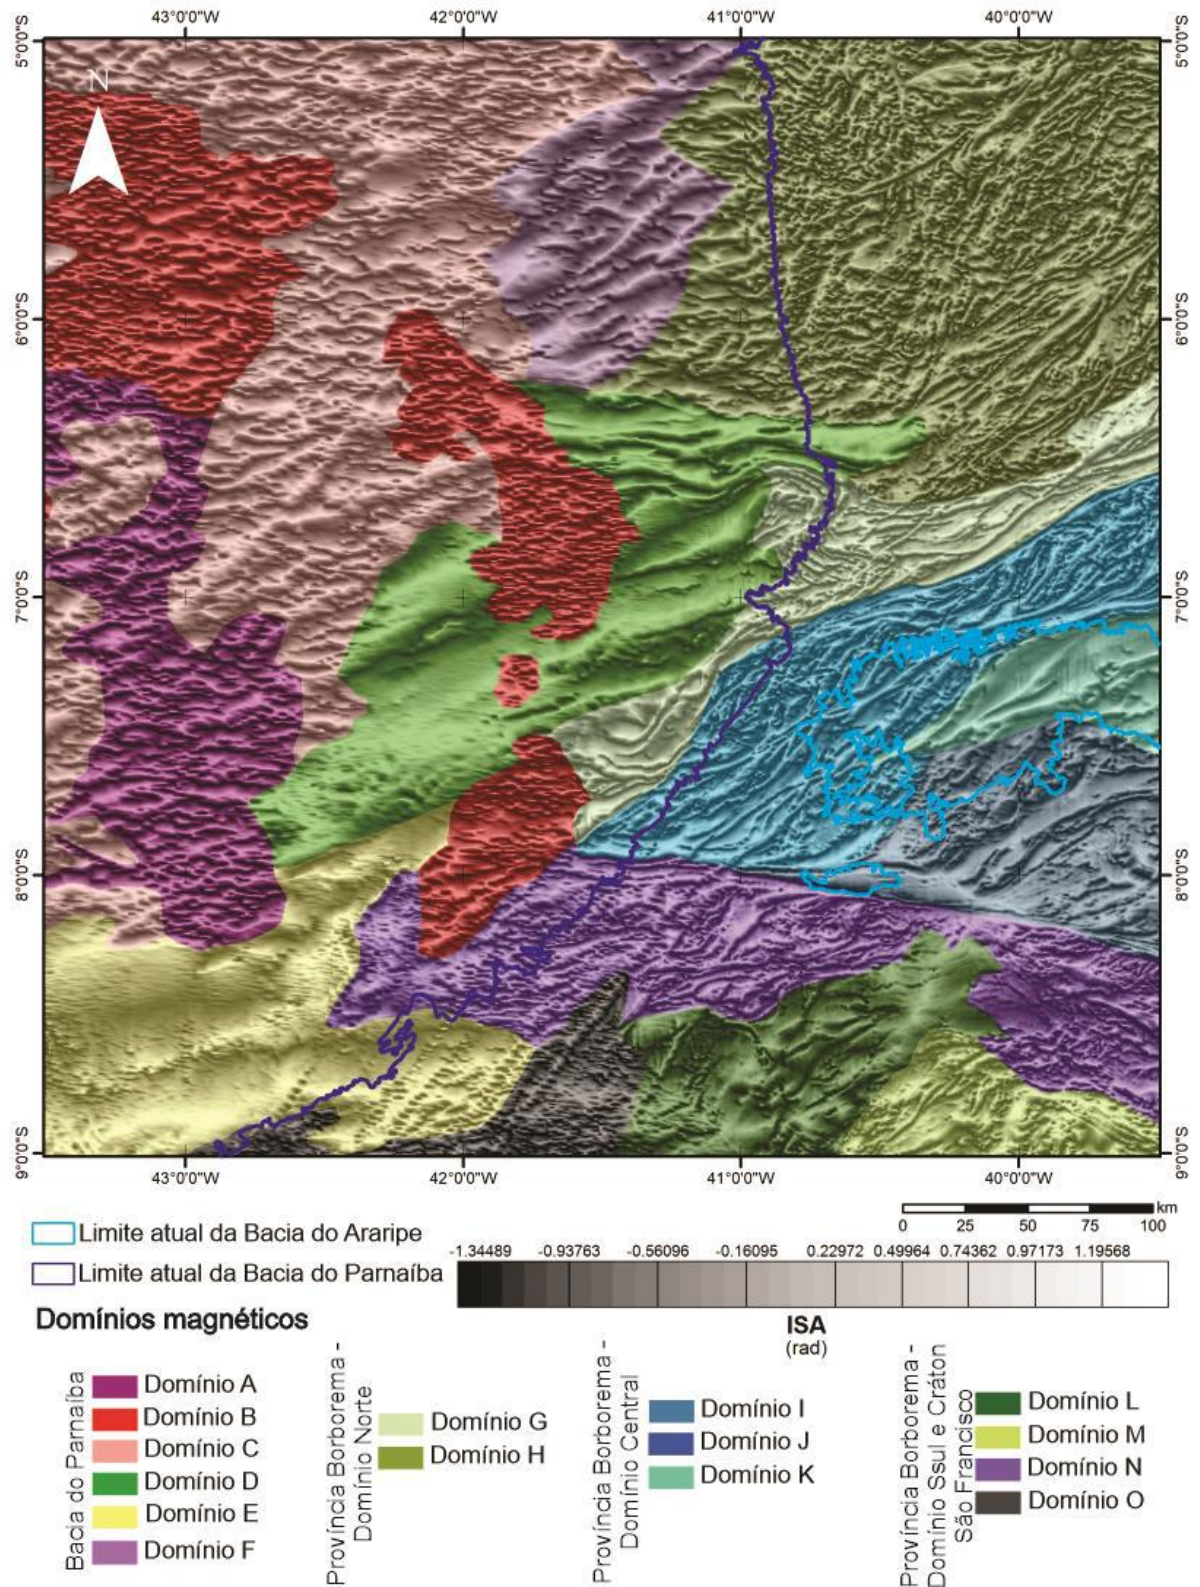 43°0'0"W 42°0'0"W 41°0'0"W 40°0'0"W
5°0'0"S 5°0'0"S
N
6°0'0"S 6°0'0"S
7°0'0"S 7°0'0"S
8°0'0"S 8°0'0"S
9°0'0"S 9°0'0"S
43°0'0"W 42°0'0"W 41°0'0"W 40°0'0"W
km
0 25 50 75 100
Limite atual da Bacia do Araripe
Limite atual da Bacia do Parnaíba
-1.34489 -0.93763 -0.56096 -0.16095 0.22972 0.49964 0.74362 0.97173 1.19568
ISA
(rad)
Domínios magnéticos
Bacia do Parnaíba
Domínio A
Domínio B
Domínio C
Domínio D
Domínio E
Domínio F
Província Borborema -
Domínio Norte
Domínio G
Domínio H
Província Borborema -
Domínio Central
Domínio I
Domínio J
Domínio K
Província Borborema -
Domínio Ssul e Cráton
São Francisco
Domínio L
Domínio M
Domínio N
Domínio O